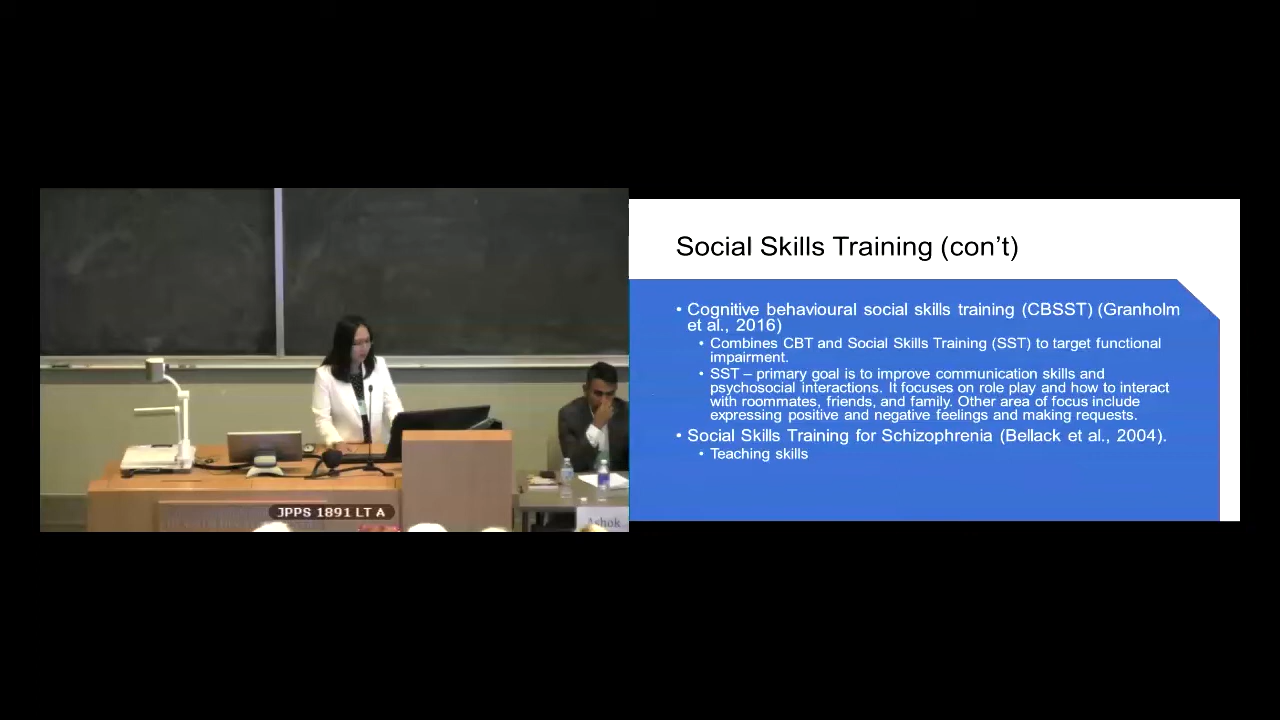 Social Skills Training (con’t)
• Cognitive behavioural social skills training (CBSST) (Granholm
et al., 2016)
• Combines CBT and Social Skills Training (SST) to target functional
impairment.
• SST – primary goal is to improve communication skills and
psychosocial interactions. It focuses on role play and how to interact
with roommates, friends, and family. Other area of focus include
expressing positive and negative feelings and making requests.
• Social Skills Training for Schizophrenia (Bellack et al., 2004).
• Teaching skills
JPPS 1891 LT A
Ashok